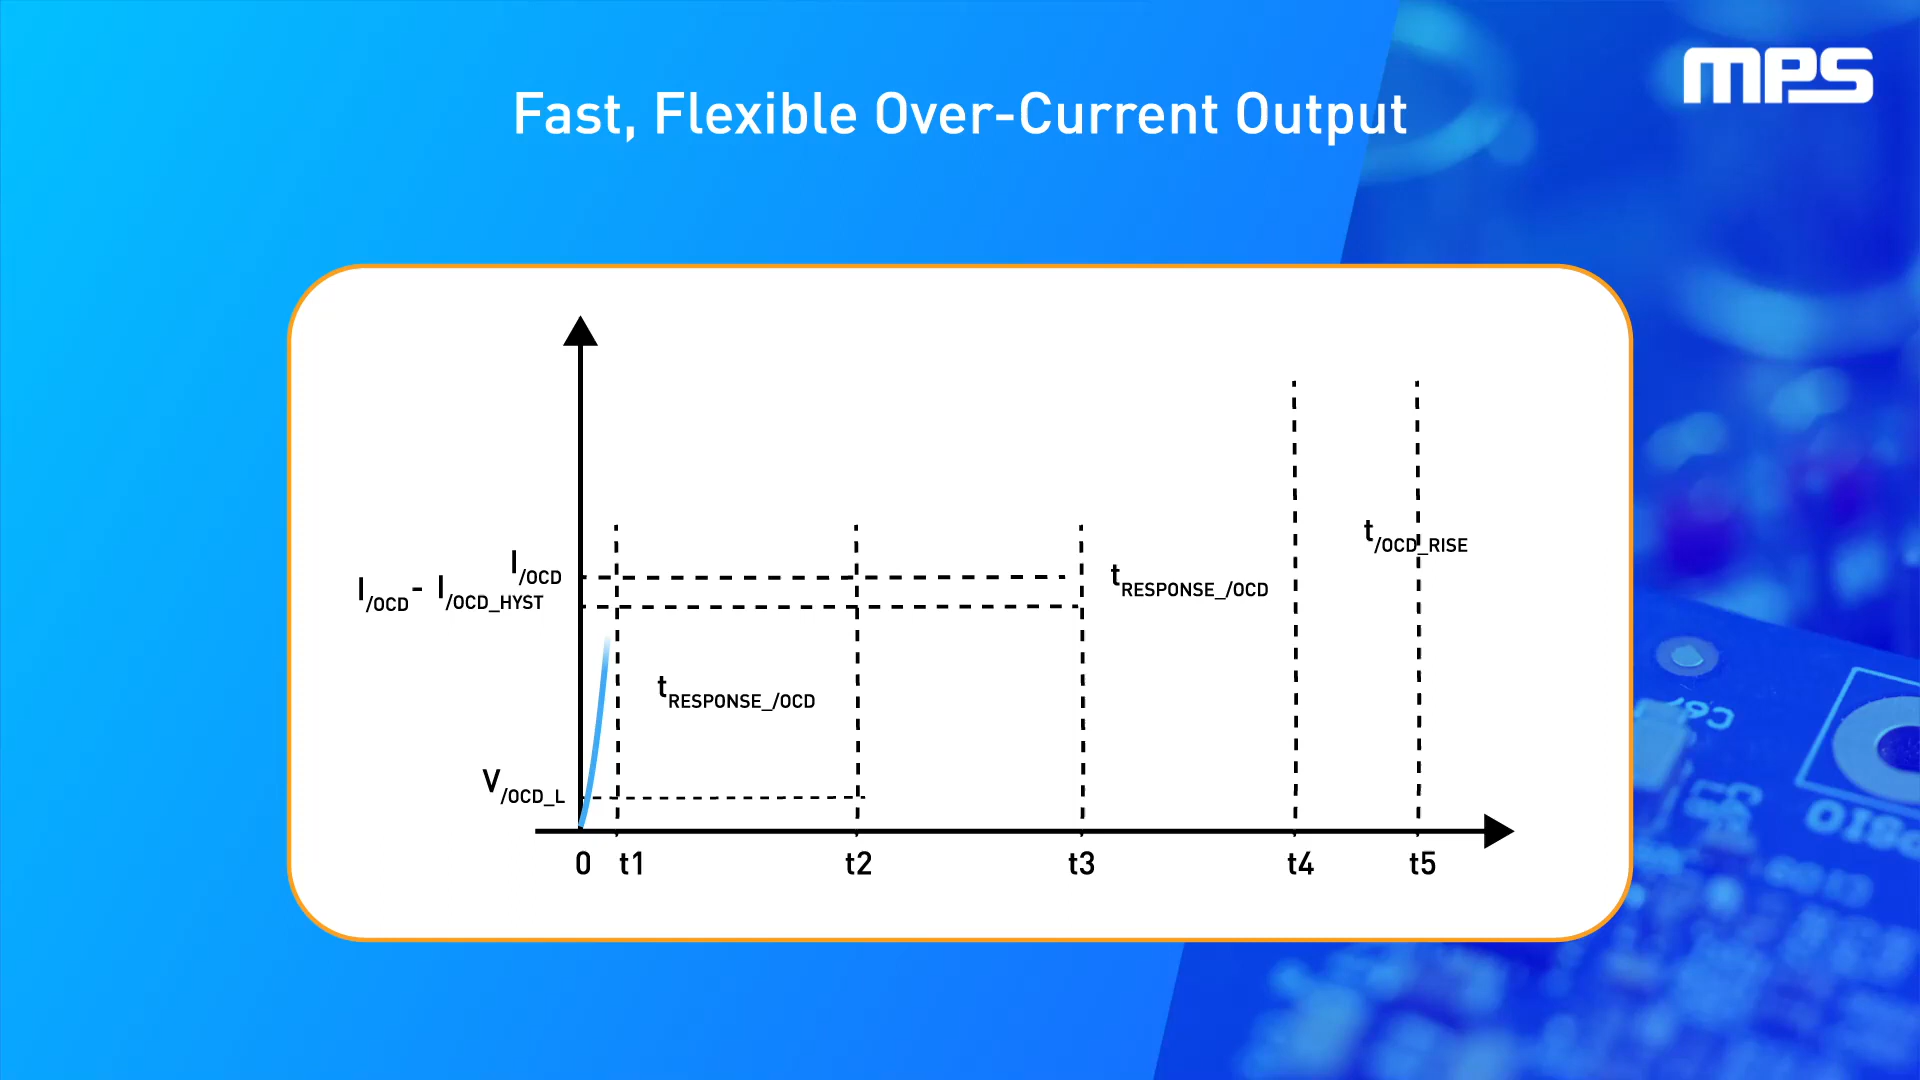 MPS
Fast, Flexible Over-Current Output
I/OCD
I/OCD - I/OCD_HYST
tRESPONSE_/OCD
t/OCD_RISE
tRESPONSE_/OCD
V/OCD_L
0 t1 t2 t3 t4 t5
C67